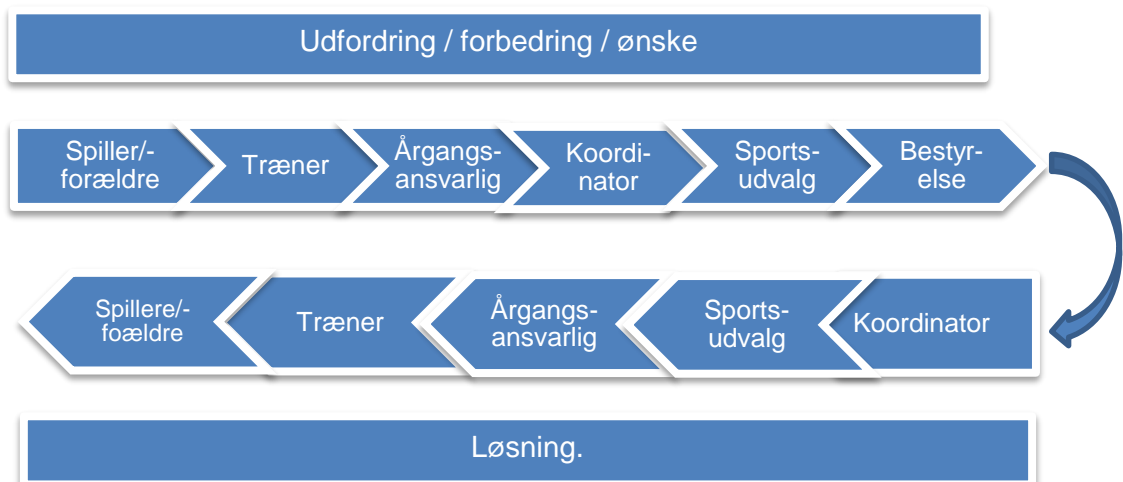 Udfordring / forbedring / ønske
Spiller/-
forældre
Træner
Årgangs-
ansvarlig
Koordi-
nator
Sports-
udvalg
Bestyr-
else
Spillere/-
foældre
Træner
Årgangs-
ansvarlig
Sports-
udvalg
Koordinator
Løsning.